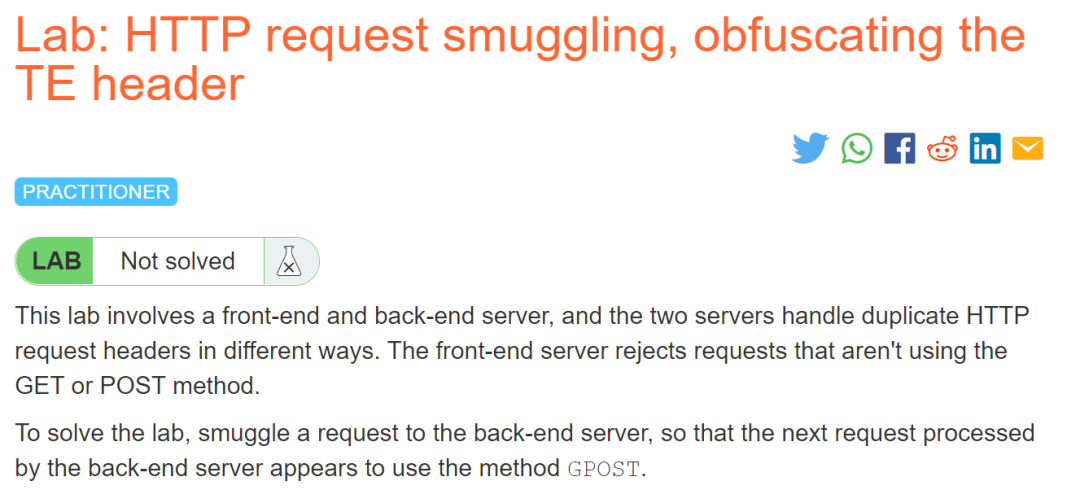 Lab: HTTP request smuggling, obfuscating the
TE header
PRACTITIONER
LAB Not solved
This lab involves a front-end and back-end server, and the two servers handle duplicate HTTP
request headers in different ways. The front-end server rejects requests that aren't using the
GET or POST method.
To solve the lab, smuggle a request to the back-end server, so that the next request processed
by the back-end server appears to use the method GPOST.